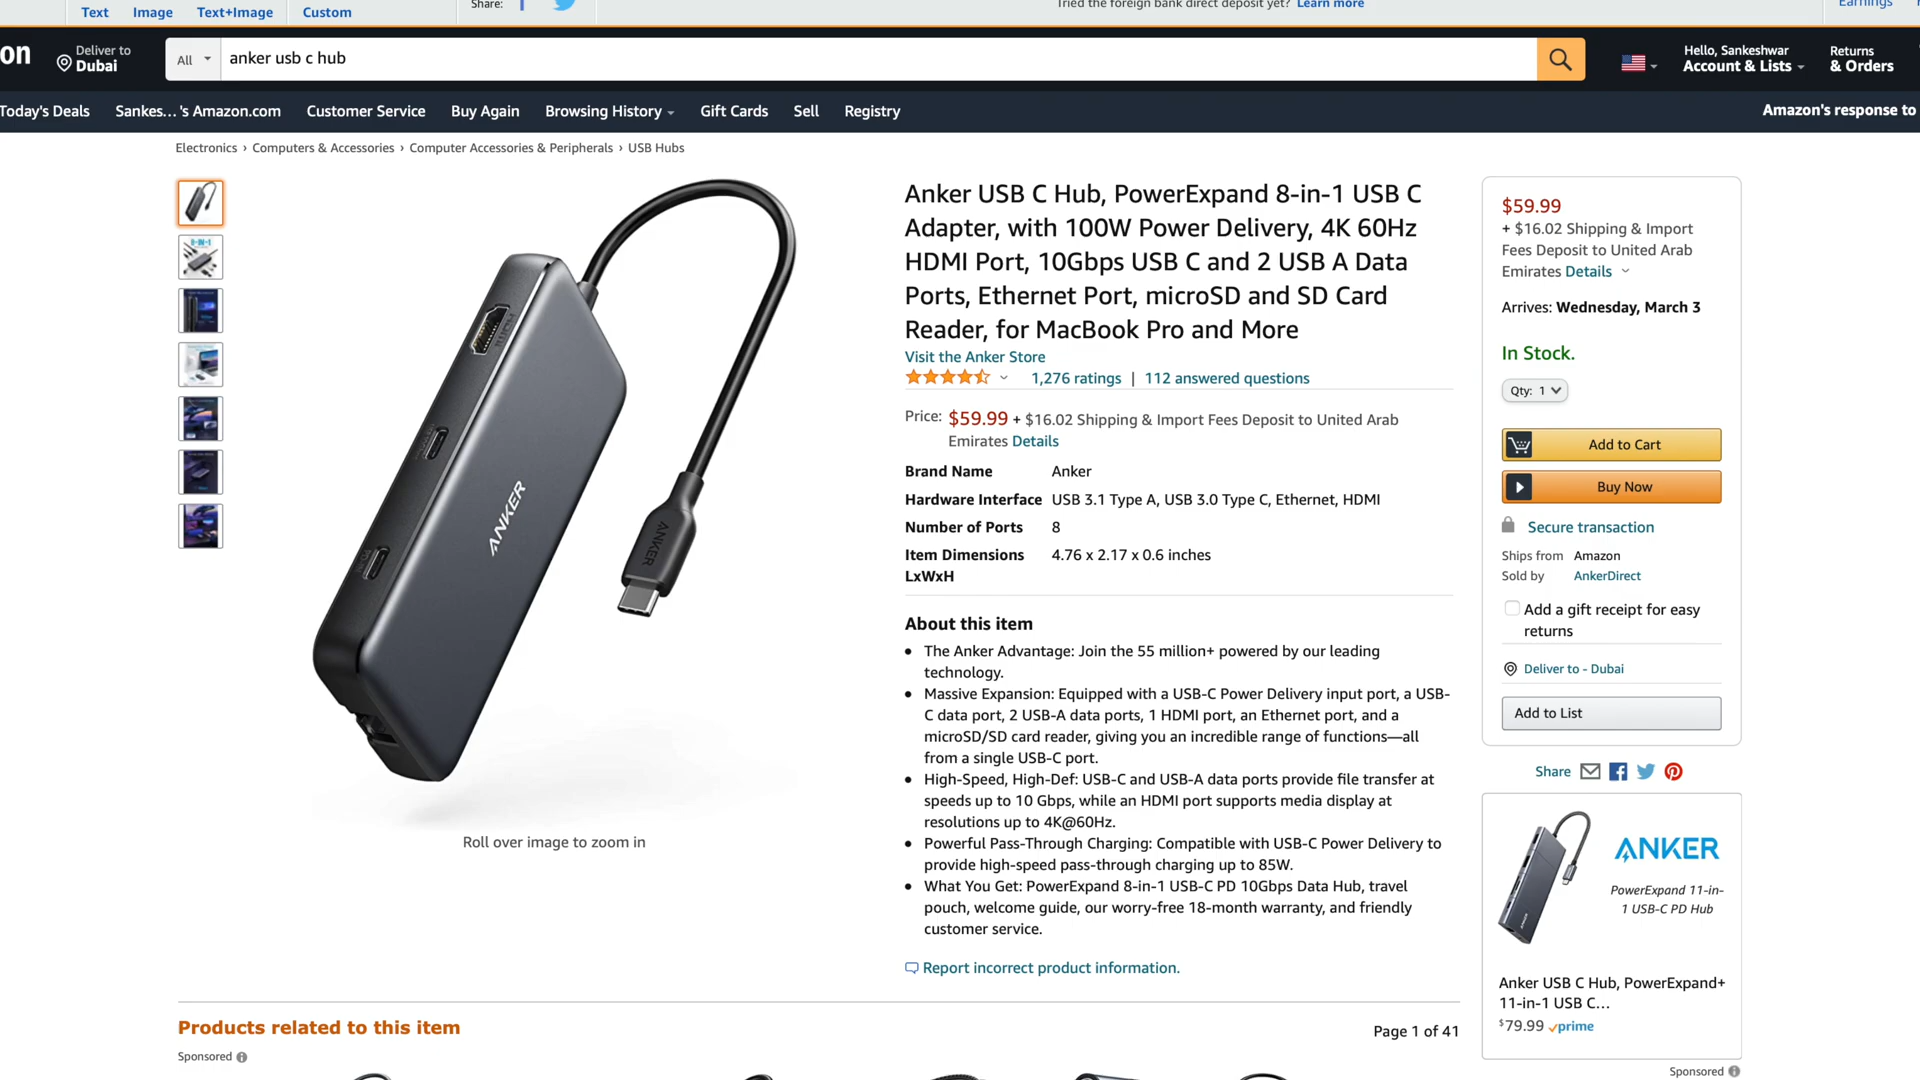 Text Image Text+Image Custom Share: Tried the foreign bank direct deposit yet? Learn more Earnings
on Deliver to Dubai All anker usb c hub Hello, Sankeshwar Account & Lists Returns & Orders
Today's Deals Sankes... 's Amazon.com Customer Service Buy Again Browsing History Gift Cards Sell Registry Amazon's response to
Electronics › Computers & Accessories › Computer Accessories & Peripherals › USB Hubs
HDMI
ANKER
ANKER
Roll over image to zoom in
Anker USB C Hub, PowerExpand 8-in-1 USB C
Adapter, with 100W Power Delivery, 4K 60Hz
HDMI Port, 10Gbps USB C and 2 USB A Data
Ports, Ethernet Port, microSD and SD Card
Reader, for MacBook Pro and More
Visit the Anker Store
1,276 ratings | 112 answered questions
Price: $59.99 + $16.02 Shipping & Import Fees Deposit to United Arab
Emirates Details
Brand Name Anker
Hardware Interface USB 3.1 Type A, USB 3.0 Type C, Ethernet, HDMI
Number of Ports 8
Item Dimensions 4.76 x 2.17 x 0.6 inches
LxWxH
About this item
• The Anker Advantage: Join the 55 million+ powered by our leading
technology.
• Massive Expansion: Equipped with a USB-C Power Delivery input port, a USB-
C data port, 2 USB-A data ports, 1 HDMI port, an Ethernet port, and a
microSD/SD card reader, giving you an incredible range of functions—all
from a single USB-C port.
• High-Speed, High-Def: USB-C and USB-A data ports provide file transfer at
speeds up to 10 Gbps, while an HDMI port supports media display at
resolutions up to 4K@60Hz.
• Powerful Pass-Through Charging: Compatible with USB-C Power Delivery to
provide high-speed pass-through charging up to 85W.
• What You Get: PowerExpand 8-in-1 USB-C PD 10Gbps Data Hub, travel
pouch, welcome guide, our worry-free 18-month warranty, and friendly
customer service.
Report incorrect product information.
$59.99
+ $16.02 Shipping & Import
Fees Deposit to United Arab
Emirates Details
Arrives: Wednesday, March 3
In Stock.
Qty: 1
Add to Cart
Buy Now
Secure transaction
Ships from Amazon
Sold by AnkerDirect
Add a gift receipt for easy
returns
Deliver to - Dubai
Add to List
Share
ANKER
PowerExpand 11-in-
1 USB-C PD Hub
Anker USB C Hub, PowerExpand+
11-in-1 USB C...
$79.99 prime
Sponsored
Products related to this item
Page 1 of 41
Sponsored